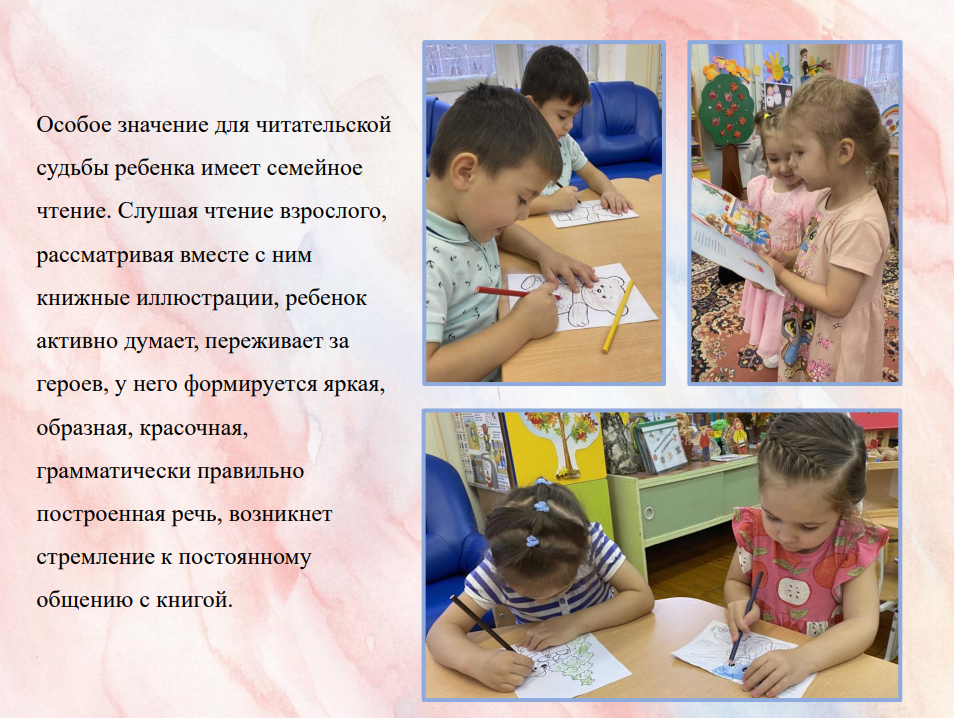 Особое значение для читательской
судьбы ребенка имеет семейное
чтение. Слушая чтение взрослого,
рассматривая вместе с ним
книжные иллюстрации, ребенок
активно думает, переживает за
героев, у него формируется яркая,
образная, красочная,
грамматически правильно
построенная речь, возникнет
стремление к постоянному
общению с книгой.